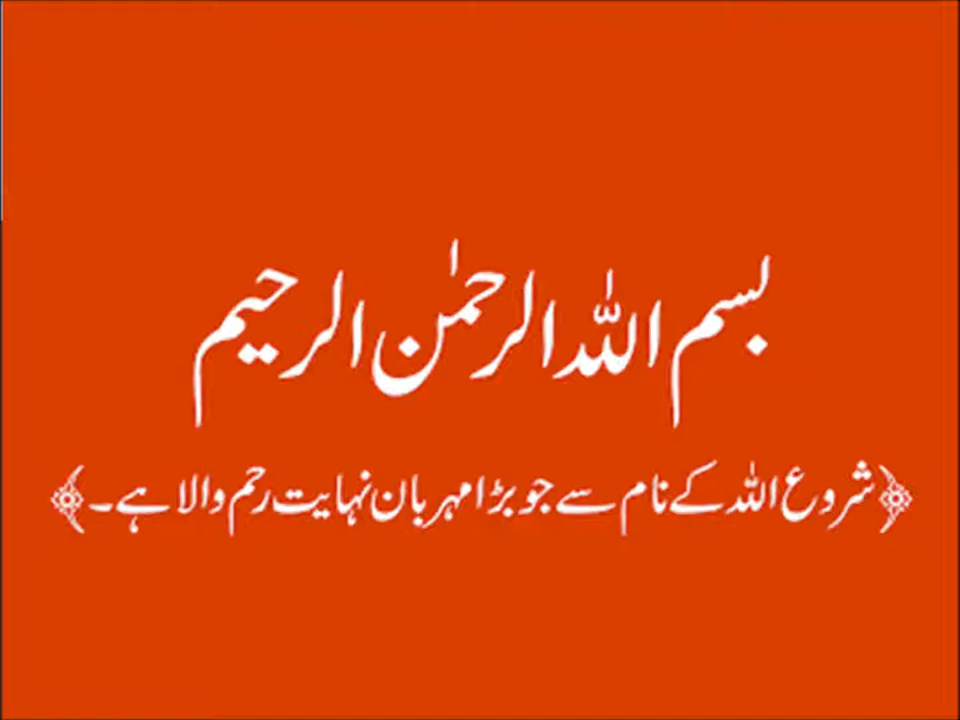 بسم اللہ الرحمٰن الرحیم
﴿شروع اللہ کے نام سے جو بڑا مہربان نہایت رحم والا ہے۔﴾